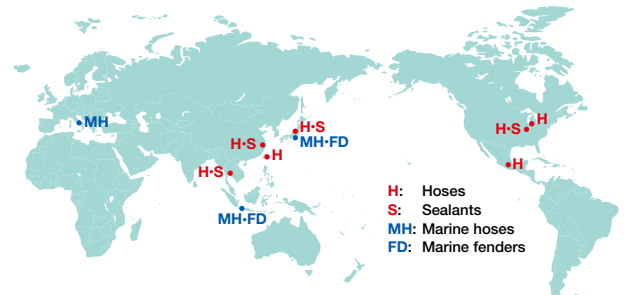 MH
H•S
MH•FD
H•S
H
H•S
MH•FD
H
H•S
H
H: Hoses
S: Sealants
MH: Marine hoses
FD: Marine fenders